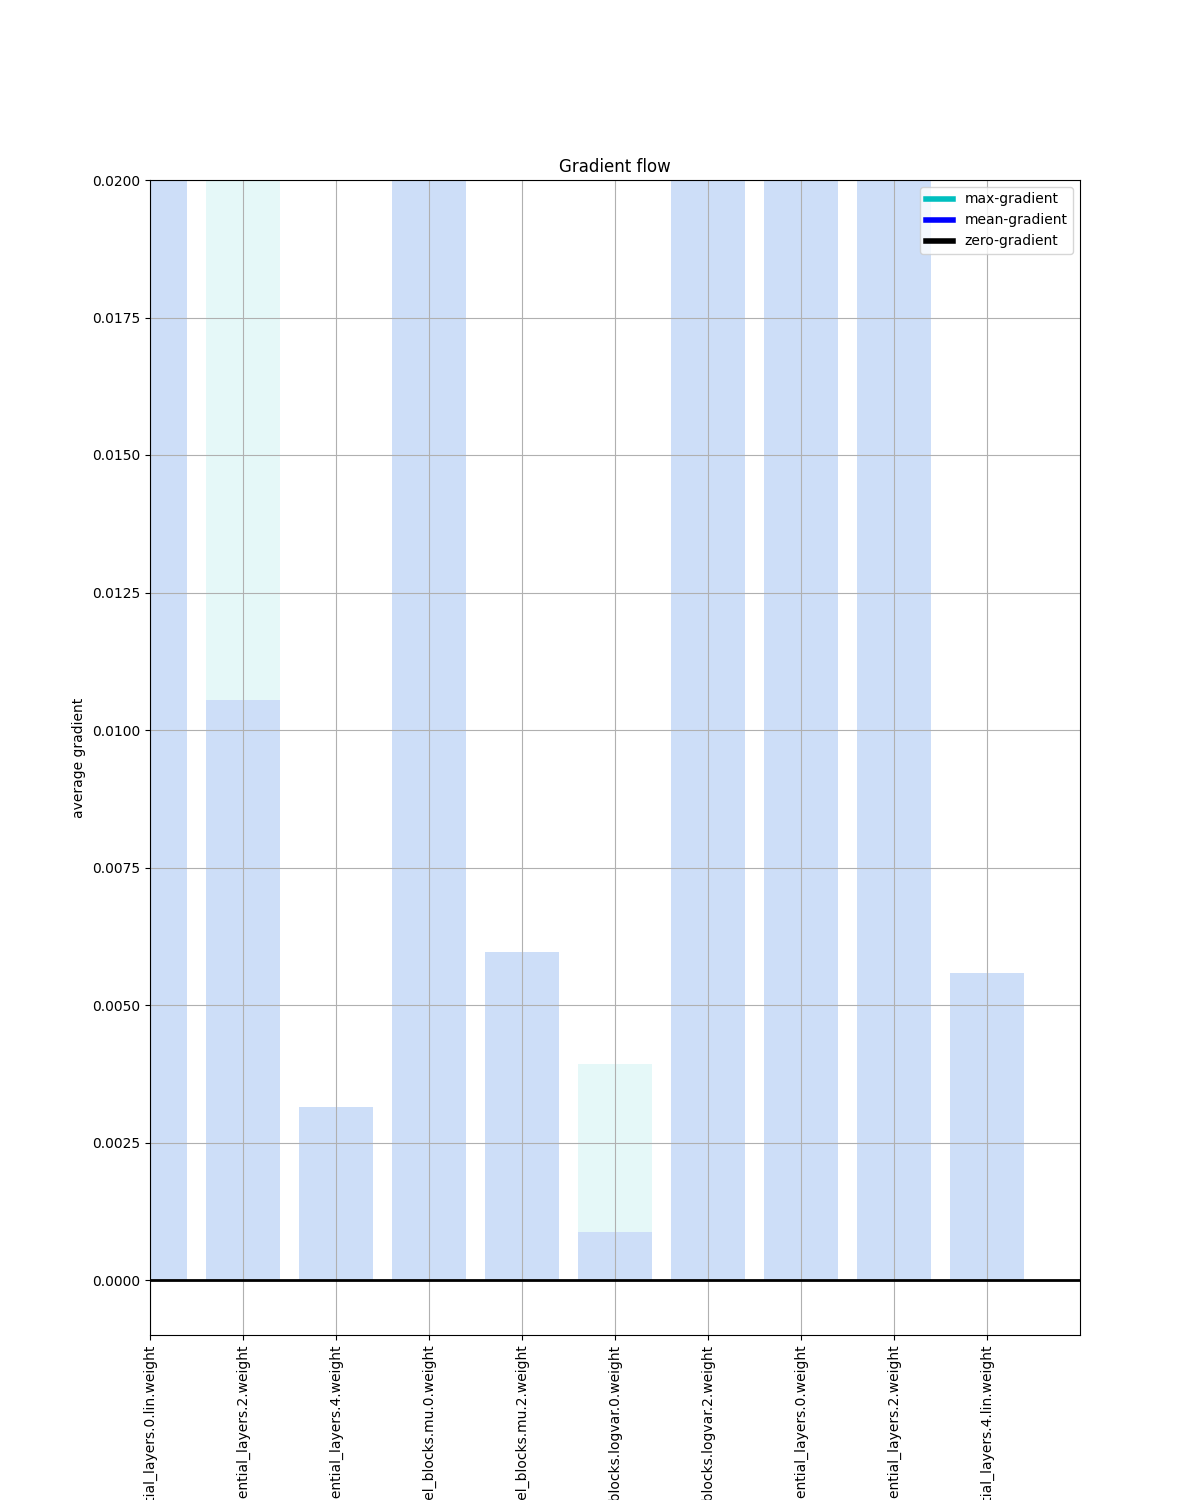 Gradient flow
max-gradient
mean-gradient
zero-gradient
average gradient
0.0200
0.0175
0.0150
0.0125
0.0100
0.0075
0.0050
0.0025
0.0000
tial_layers.0.lin.weight
ential_layers.2.weight
ential_layers.4.weight
el_blocks.mu.0.weight
el_blocks.mu.2.weight
blocks.logvar.0.weight
blocks.logvar.2.weight
ential_layers.0.weight
ential_layers.2.weight
tial_layers.4.lin.weight